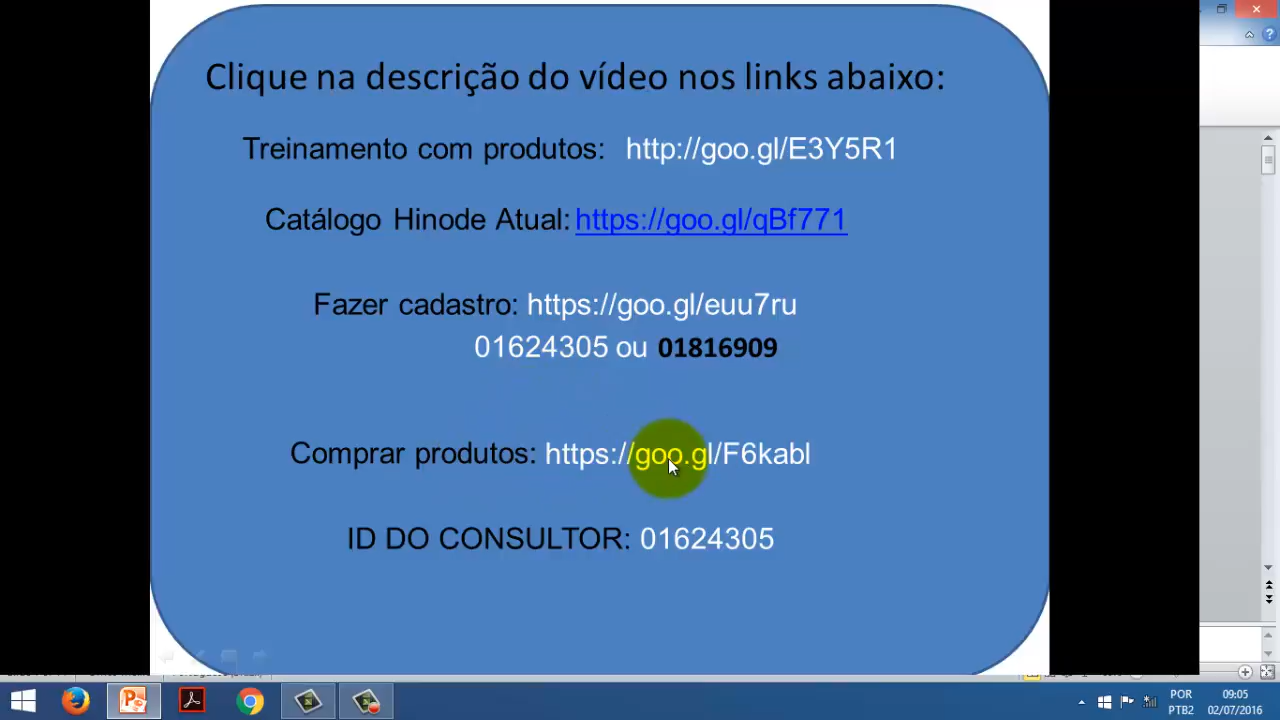 Clique na descrição do vídeo nos links abaixo:
Treinamento com produtos: http://goo.gl/E3Y5R1
Catálogo Hinode Atual: https://goo.gl/qBf771
Fazer cadastro: https://goo.gl/euu7ru
01624305 ou 01816909
Comprar produtos: https://goo.gl/F6kabl
ID DO CONSULTOR: 01624305
POR 09:05
PTB2 02/07/2016